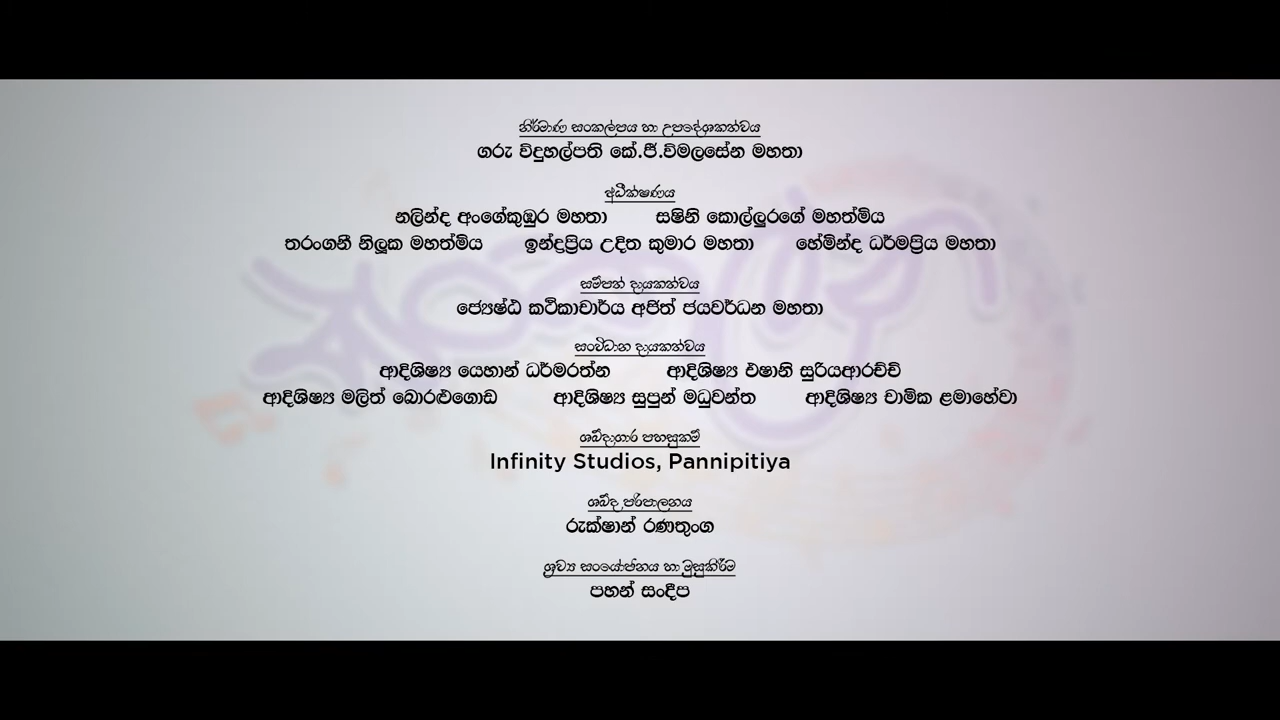 නිර්මාණ සංකල්පය හා උපදේශකත්වය
ගරු විදුහල්පති කේ.ජී.විමලසේන මහතා
අධීක්ෂණය
නලින්ද අංගේකුඹුර මහතා සෂිනි කොල්ලුරගේ මහත්මිය
තරංගනී නිලූක මහත්මිය ඉන්ද්‍රප්‍රිය උදිත කුමාර මහතා හේමින්ද ධර්මප්‍රිය මහතා
සම්පත් දායකත්වය
ජ්‍යෙෂ්ඨ කථිකාචාර්ය අජිත් ජයවර්ධන මහතා
සංවිධාන දායකත්වය
ආදිශිෂ්‍ය යෙහාන් ධර්මරත්න ආදිශිෂ්‍ය එෂානි සුරියආරච්චි
ආදිශිෂ්‍ය මලිත් බොරළුගොඩ ආදිශිෂ්‍ය සුපුන් මධුවන්ත ආදිශිෂ්‍ය චාමික ළමාහේවා
ශබ්දාගාර පහසුකම්
Infinity Studios, Pannipitiya
ශබ්ද පරිපාලනය
රුක්ෂාන් රණතුංග
ශ්‍රව්‍ය සංයෝජනය හා මුසුකිරීම
පහන් සංදීප